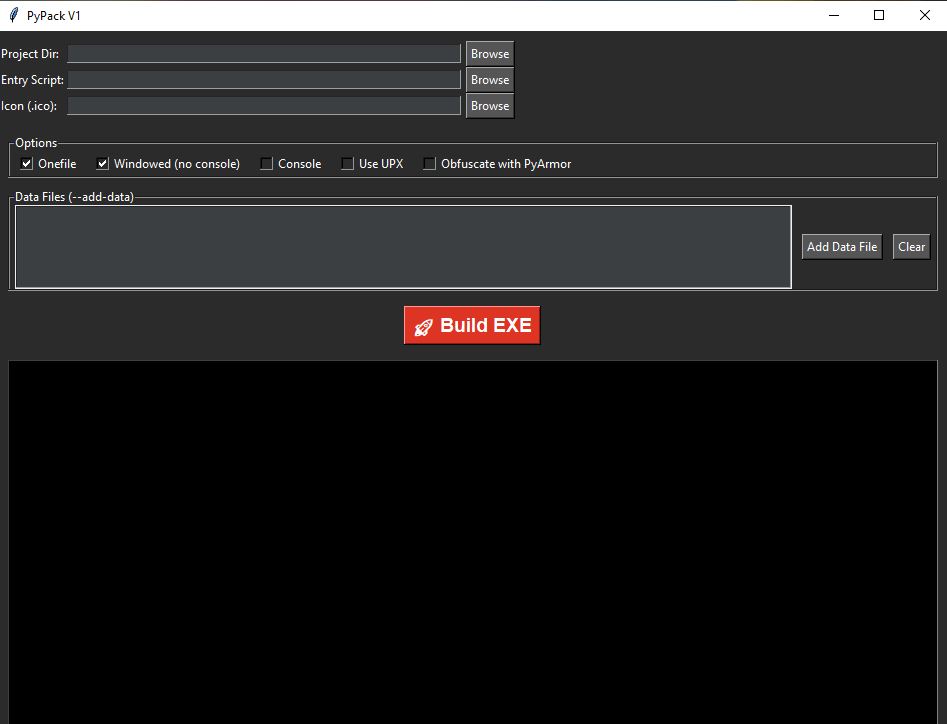 PyPack V1
Project Dir: Browse
Entry Script: Browse
Icon (.ico): Browse
Options
Onefile Windowed (no console) Console Use UPX Obfuscate with PyArmor
Data Files (--add-data)
Add Data File Clear
🚀 Build EXE